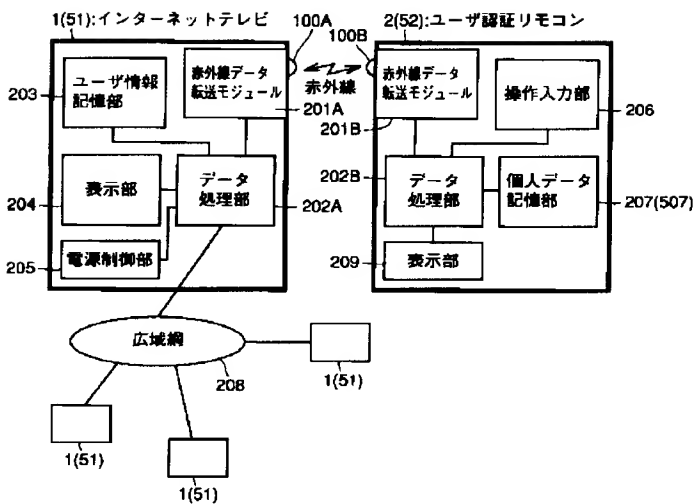 1(51):インターネットテレビ
100A
100B
2(52):ユーザ認証リモコン
203
ユーザ情報
記憶部
赤外線データ
転送モジュール
201A
赤外線
赤外線データ
転送モジュール
201B
操作入力部
206
204
表示部
データ
処理部
202A
202B
データ
処理部
個人データ
記憶部
207(507)
205
電源制御部
209
表示部
広域網
208
1(51)
1(51)
1(51)